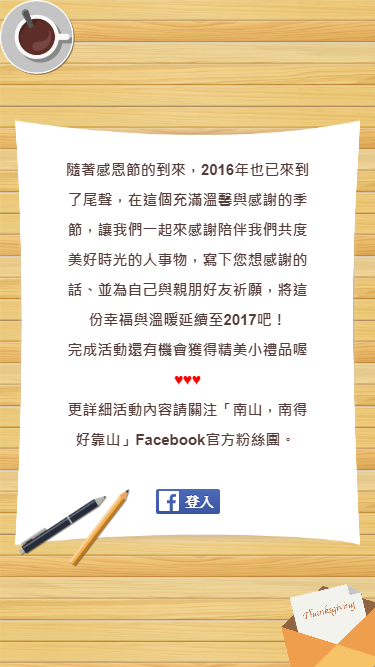 隨著感恩節的到來，2016年也已來到
了尾聲，在這個充滿溫馨與感謝的季
節，讓我們一起來感謝陪伴我們共度
美好時光的人事物，寫下您想感謝的
話、並為自己與親朋好友祈願，將這
份幸福與溫暖延續至2017吧！
完成活動還有機會獲得精美小禮品喔
♥♥♥
更詳細活動內容請關注「南山，南得
好靠山」Facebook官方粉絲團。
f 登入
Thanksgiving